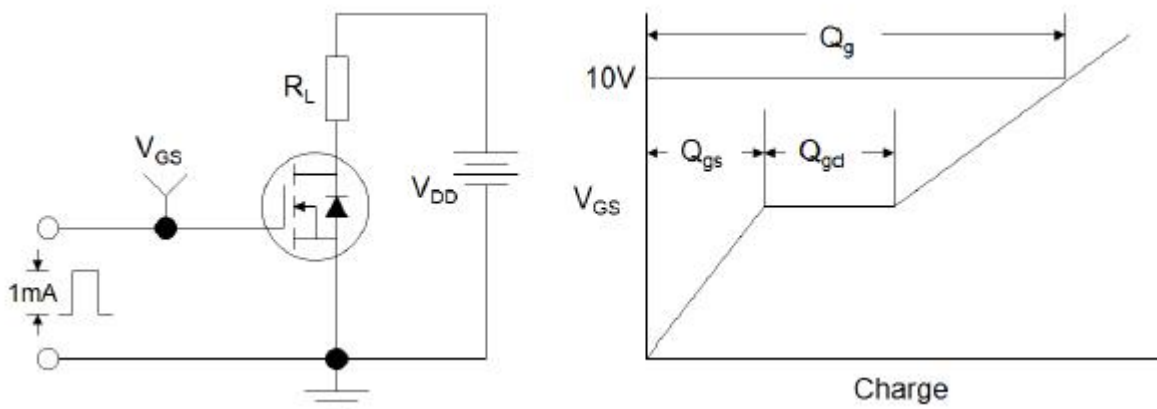 R_L
V_GS
V_DD
1mA
Q_g
10V
Q_gs
Q_gd
V_GS
Charge